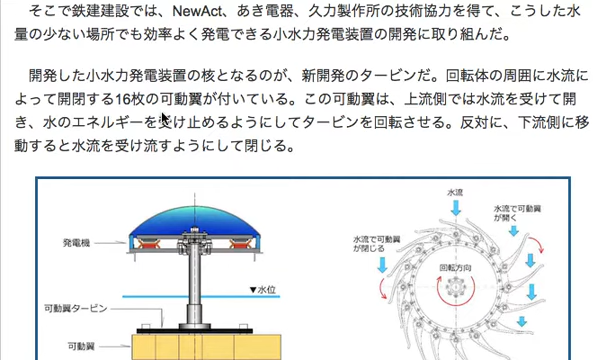 そこで鉄建建設では、NewAct、あき電器、久力製作所の技術協力を得て、こうした水
量の少ない場所でも効率よく発電できる小水力発電装置の開発に取り組んだ。
開発した小水力発電装置の核となるのが、新開発のタービンだ。回転体の周囲に水流に
よって開閉する16枚の可動翼が付いている。この可動翼は、上流側では水流を受けて開
き、水のエネルギーを受け止めるようにしてタービンを回転させる。反対に、下流側に移
動すると水流を受け流すようにして閉じる。
発電機
▼水位
可動翼タービン
可動翼
水流
水流で可動翼
が開く
水流で可動翼
が閉じる
回転方向